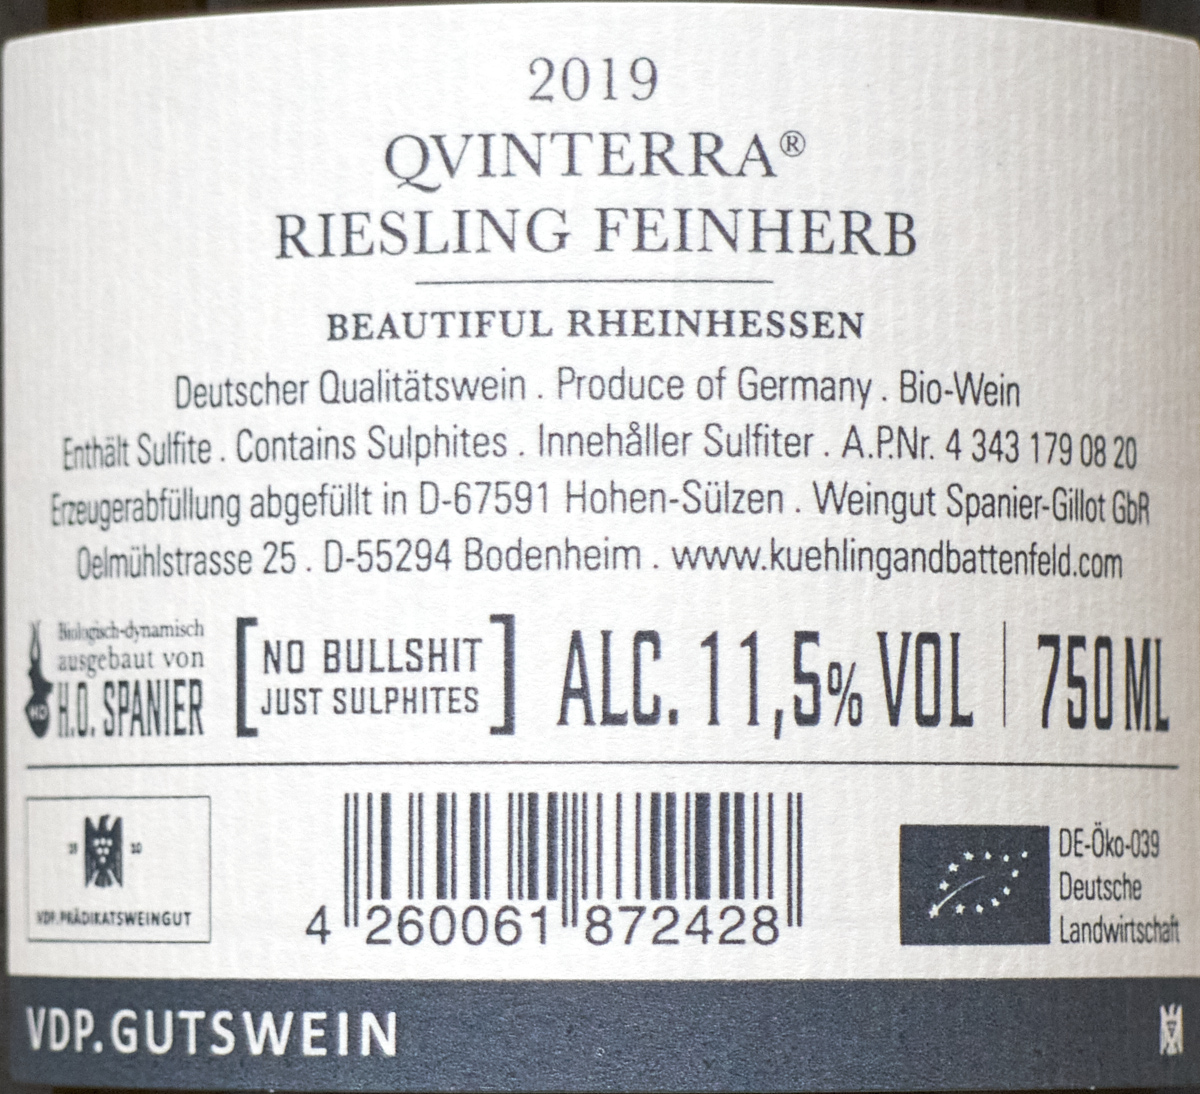 2019
QVINTERRA®
RIESLING FEINHERB
BEAUTIFUL RHEINHESSEN
Deutscher Qualitätswein . Produce of Germany . Bio-Wein
Enthält Sulfite . Contains Sulphites . Innehåller Sulfiter . A.P.Nr. 4 343 179 08 20
Erzeugerabfüllung abgefüllt in D-67591 Hohen-Sülzen . Weingut Spanier-Gillot GbR
Oelmühlstrasse 25 . D-55294 Bodenheim . www.kuehlingandbattenfeld.com
Biologisch-dynamisch
ausgebaut von
H.O. SPANIER
HO
[NO BULLSHIT
JUST SULPHITES]
ALC. 11,5% VOL | 750 ML
19 10
VDP.PRÄDIKATSWEINGUT
4 260061 872428
DE-Öko-039
Deutsche
Landwirtschaft
VDP.GUTSWEIN